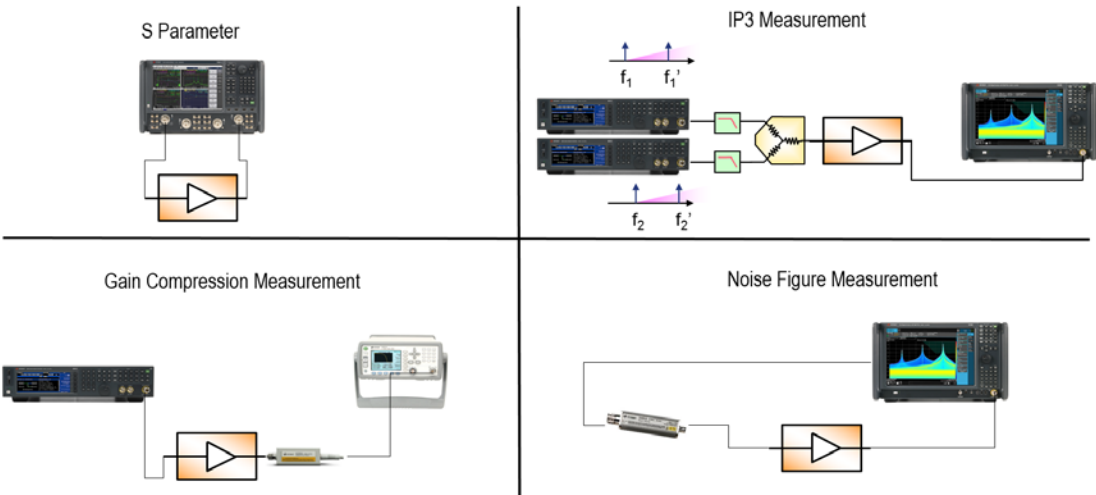 S Parameter
IP3 Measurement
f1
f1'
f2
f2'
Gain Compression Measurement
Noise Figure Measurement